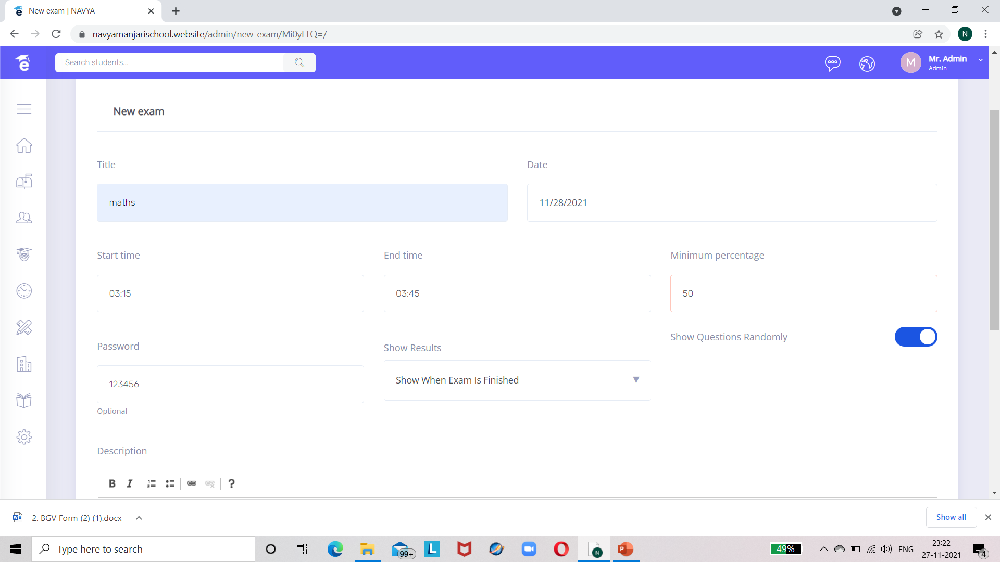 New exam | NAVYA
navyamanjarischool.website/admin/new_exam/Mi0yLTQ=/
N
Search students...
M
Mr. Admin
Admin
New exam
Title
Date
maths
11/28/2021
Start time
End time
Minimum percentage
03:15
03:45
50
Show Questions Randomly
Password
Show Results
123456
Show When Exam Is Finished
Optional
Description
B I ?
2. BGV Form (2) (1).docx
Show all
Type here to search
99+
L
N
P
49%
ENG
23:22
27-11-2021
4